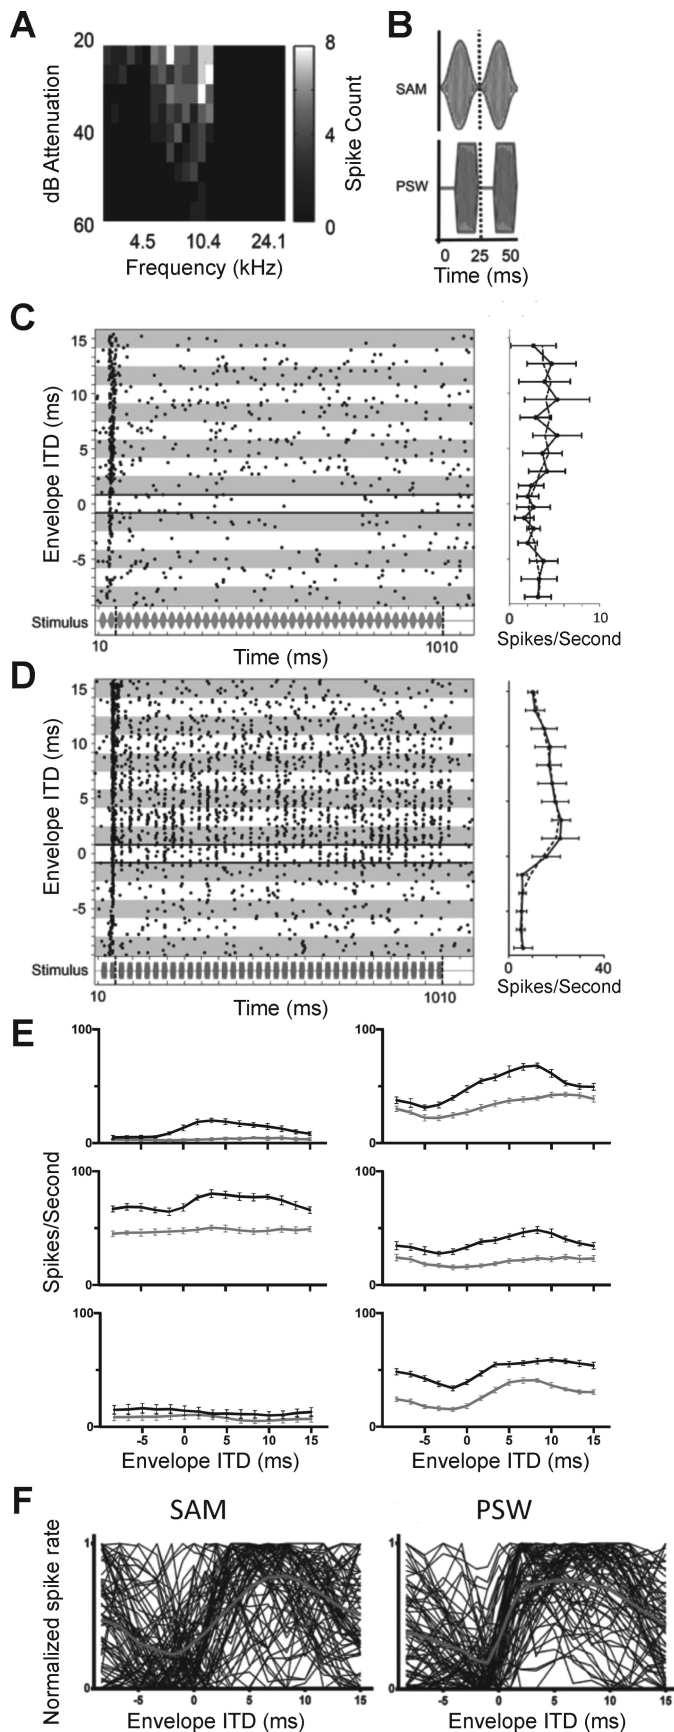 A
20
40
60
dB Attenuation
4.5 10.4 24.1
Frequency (kHz)
8
4
0
Spike Count
B
SAM
PSW
0 25 50
Time (ms)
C
15
10
5
0
-5
Envelope ITD (ms)
Stimulus
10 1010
Time (ms)
0 10
Spikes/Second
D
15
10
5
0
-5
Envelope ITD (ms)
Stimulus
10 1010
Time (ms)
0 40
Spikes/Second
E
100
0
100
0
100
0
100
0
100
0
100
0
Spikes/Second
-5 0 5 10 15
Envelope ITD (ms)
-5 0 5 10 15
Envelope ITD (ms)
F
SAM
PSW
Normalized spike rate
1
0
-5 0 5 10 15
Envelope ITD (ms)
1
0
-5 0 5 10 15
Envelope ITD (ms)